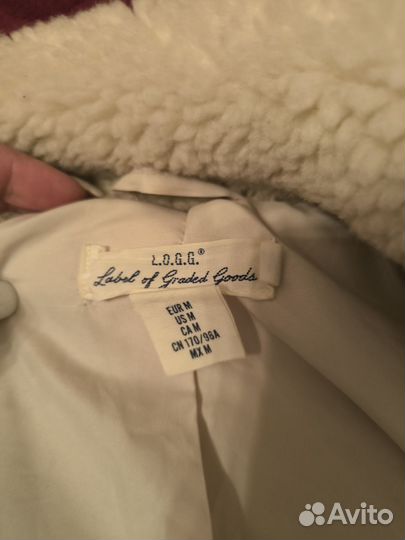 L.O.G.G.®
Label of Graded Goods
EUR M
US M
CA M
CN 170/96A
MX M
Avito